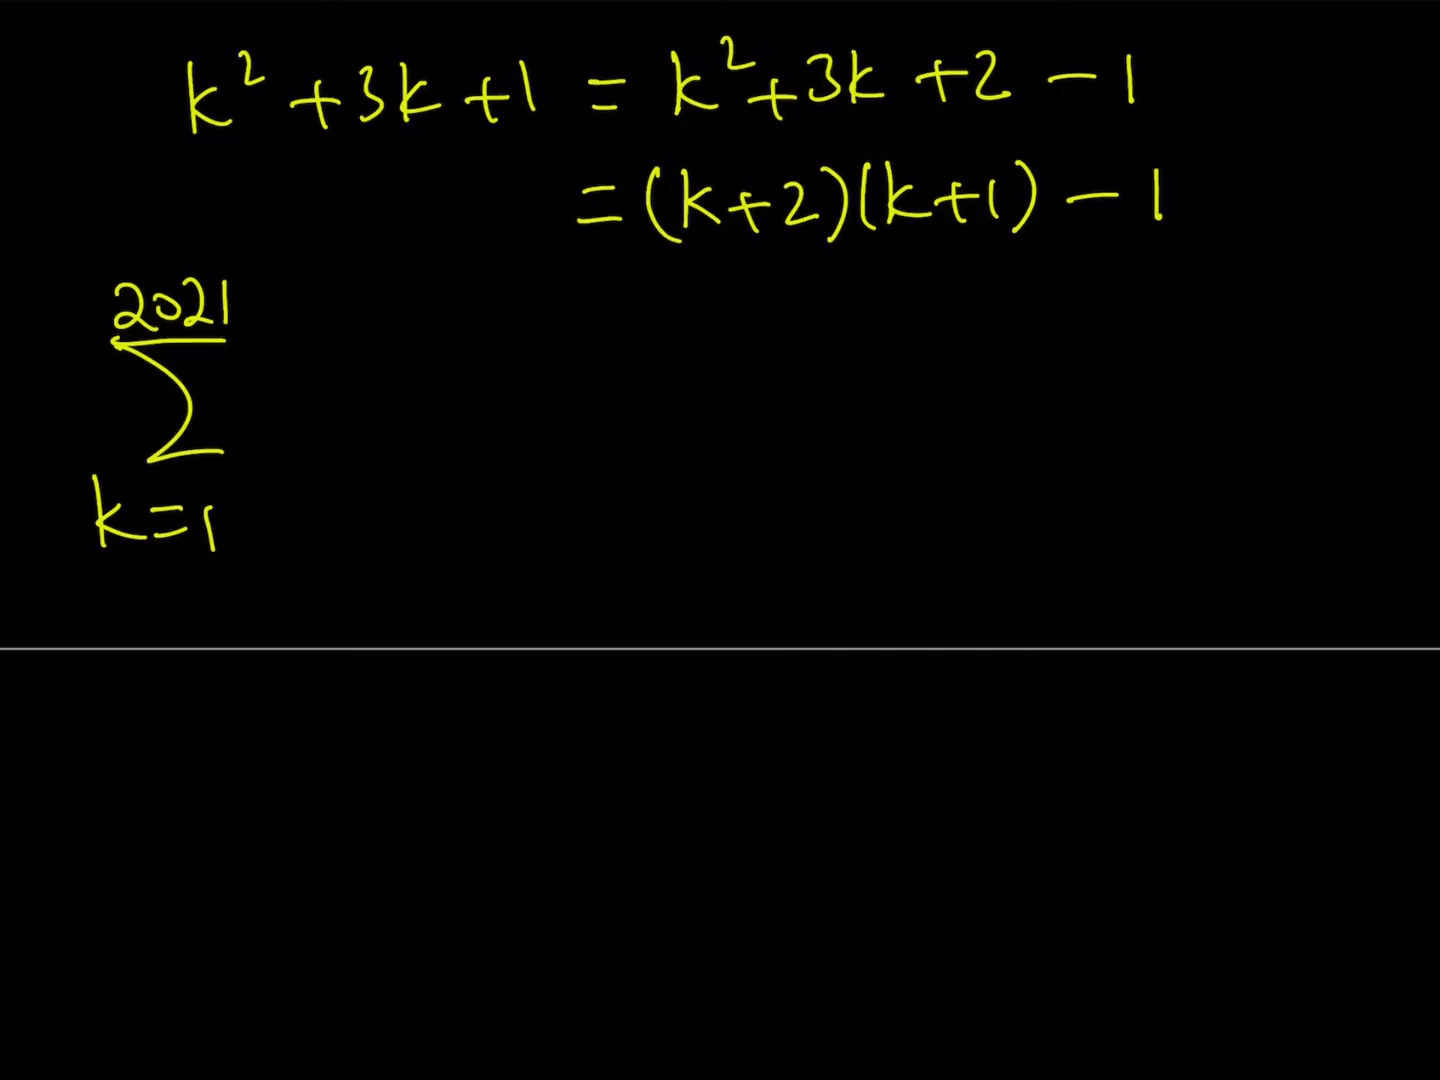 k² + 3k + 1 = k² + 3k + 2 - 1
= (k+2)(k+1) - 1
2021
∑
k=1